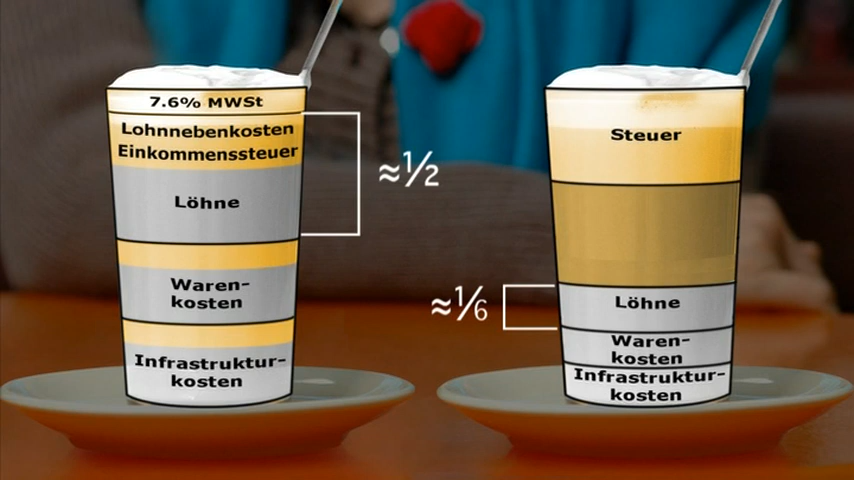 7.6% MWSt
Lohnnebenkosten
Einkommenssteuer
Löhne
Waren-
kosten
Infrastruktur-
kosten
≈½
Steuer
≈⅙
Löhne
Waren-
kosten
Infrastruktur-
kosten